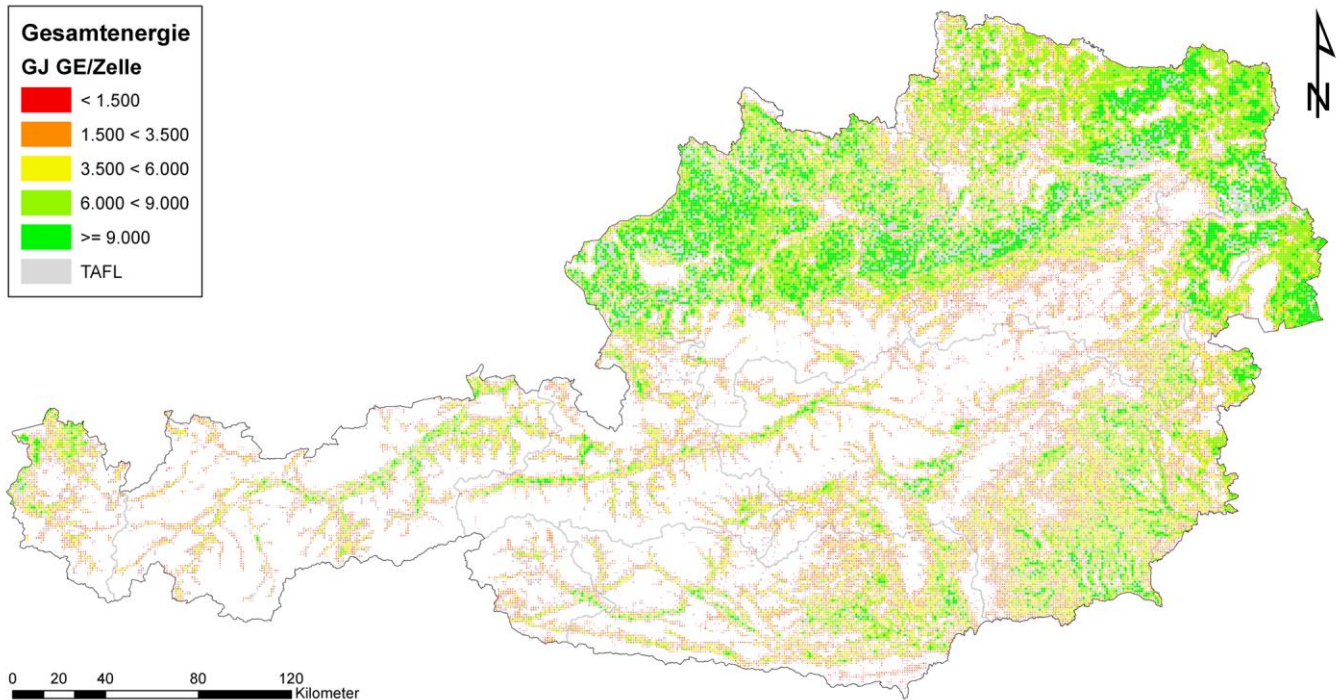 Gesamtenergie
GJ GE/Zelle
< 1.500
1.500 < 3.500
3.500 < 6.000
6.000 < 9.000
>= 9.000
TAFL
N
0 20 40 80 120
Kilometer